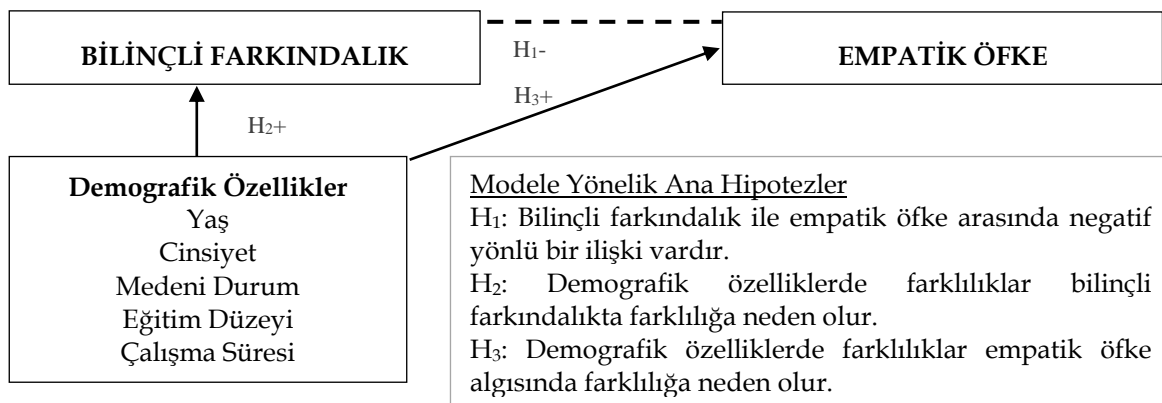 BİLİNÇLİ FARKINDALIK
H₁-
EMPATİK ÖFKE
H₃+
H₂+
Demografik Özellikler
Yaş
Cinsiyet
Medeni Durum
Eğitim Düzeyi
Çalışma Süresi
Modele Yönelik Ana Hipotezler
H₁: Bilinçli farkındalık ile empatik öfke arasında negatif
yönlü bir ilişki vardır.
H₂: Demografik özelliklerde farklılıklar bilinçli
farkındalıkta farklılığa neden olur.
H₃: Demografik özelliklerde farklılıklar empatik öfke
algısında farklılığa neden olur.